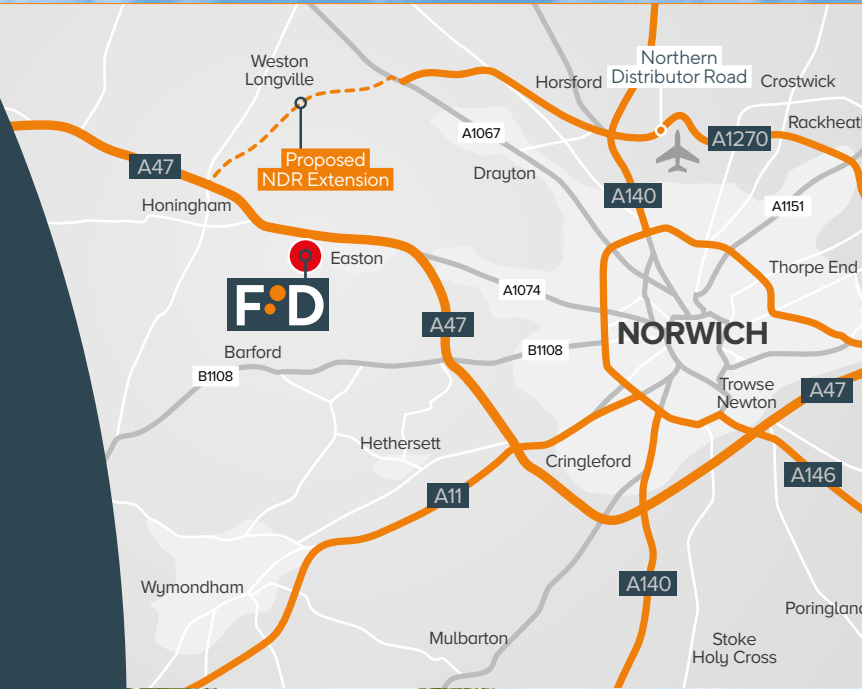 Weston
Longville
Northern
Distributor Road
Horsford
Crostwick
Rackheat
A1067
A1270
A47
Proposed
NDR Extension
Drayton
A140
Honingham
A1151
Easton
Thorpe End
A1074
F:D
A47
NORWICH
Barford
B1108
B1108
Trowse
Newton
A47
Hethersett
Cringleford
A11
A146
Wymondham
A140
Poringlan
Mulbarton
Stoke
Holy Cross